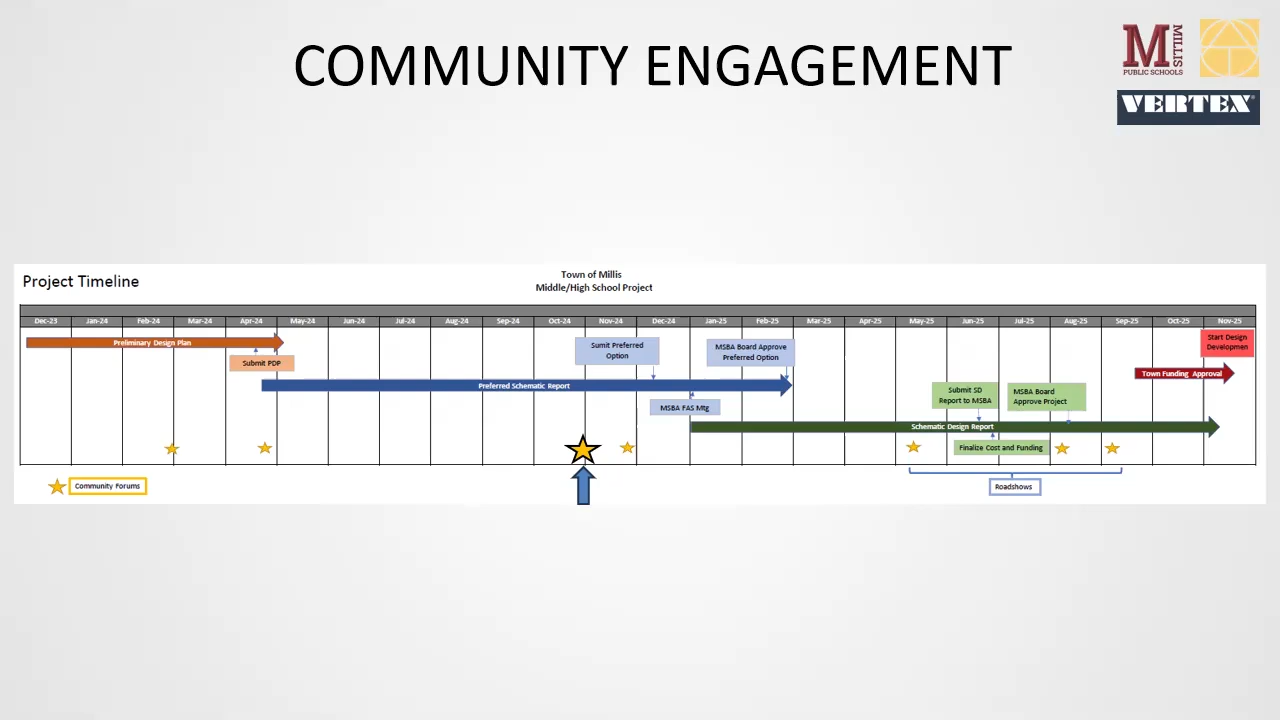 COMMUNITY ENGAGEMENT
M MILLIS
PUBLIC SCHOOLS
VERTEX
Project Timeline
Town of Millis
Middle/High School Project
Dec-23 Jan-24 Feb-24 Mar-24 Apr-24 May-24 Jun-24 Jul-24 Aug-24 Sep-24 Oct-24 Nov-24 Dec-24 Jan-25 Feb-25 Mar-25 Apr-25 May-25 Jun-25 Jul-25 Aug-25 Sep-25 Oct-25 Nov-25
Preliminary Design Plan
Submit PDP
Sumit Preferred
Option
MSBA Board Approve
Preferred Option
Start Design
Developmen
Town Funding Approval
Preferred Schematic Report
MSBA FAS Mtg
Submit SD
Report to MSBA
MSBA Board
Approve Project
Schematic Design Report
Finalize Cost and Funding
Community Forums
Roadshows